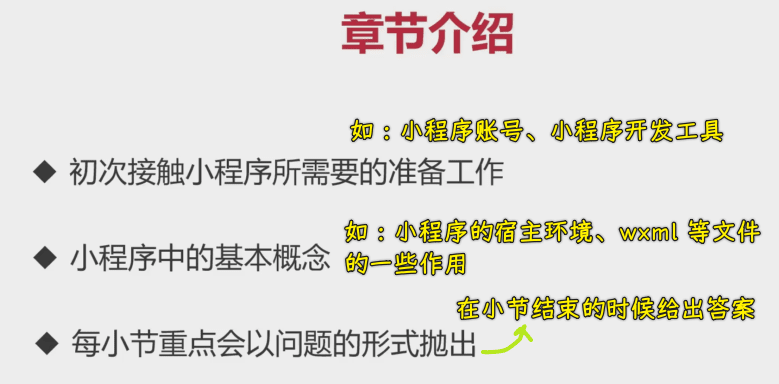 章节介绍
如：小程序账号、小程序开发工具
◆ 初次接触小程序所需要的准备工作
如：小程序的宿主环境、wxml 等文件
的一些作用
◆ 小程序中的基本概念
在小节结束的时候给出答案
◆ 每小节重点会以问题的形式抛出